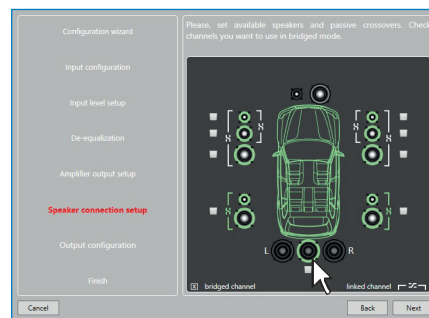 Configuration wizard
Input configuration
Input level setup
De-equalization
Amplifier output setup
Speaker connection setup
Output configuration
Finish
Please, set available speakers and passive crossovers. Check
channels you want to use in bridged mode.
L R
X bridged channel linked channel
Cancel Back Next